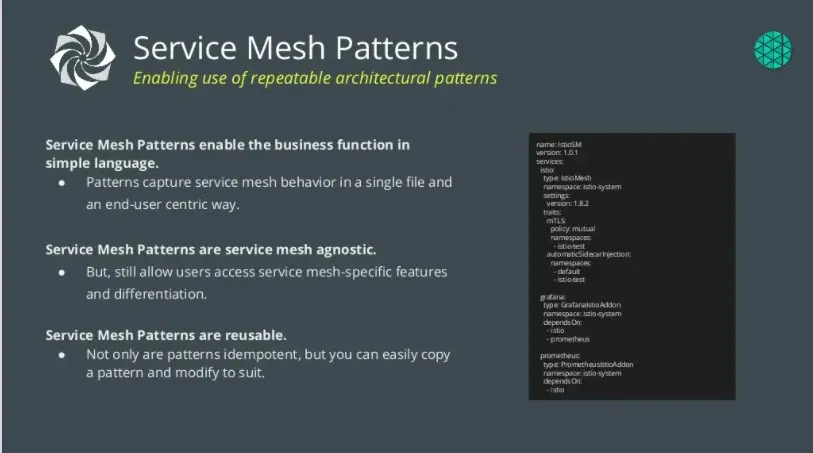 Service Mesh Patterns
Enabling use of repeatable architectural patterns
Service Mesh Patterns enable the business function in
simple language.
● Patterns capture service mesh behavior in a single file and
an end-user centric way.
Service Mesh Patterns are service mesh agnostic.
● But, still allow users access service mesh-specific features
and differentiation.
Service Mesh Patterns are reusable.
● Not only are patterns idempotent, but you can easily copy
a pattern and modify to suit.
name: IstioSM
version: 1.0.1
services:
istio:
type: IstioMesh
namespace: istio-system
settings:
version: 1.8.2
traits:
mTLS:
policy: mutual
namespaces:
- istio-test
automaticSidecarInjection:
namespaces:
- default
- istio-test
grafana:
type: GrafanaIstioAddon
namespace: istio-system
dependsOn:
- istio
- prometheus
prometheus:
type: PrometheusIstioAddon
namespace: istio-system
dependsOn:
- istio